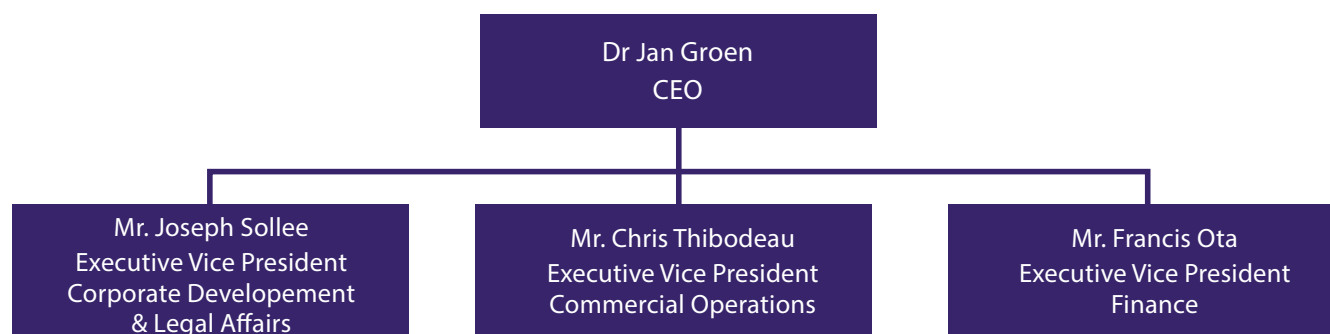 Dr Jan Groen
CEO
Mr. Joseph Sollee
Executive Vice President
Corporate Developement
& Legal Affairs
Mr. Chris Thibodeau
Executive Vice President
Commercial Operations
Mr. Francis Ota
Executive Vice President
Finance